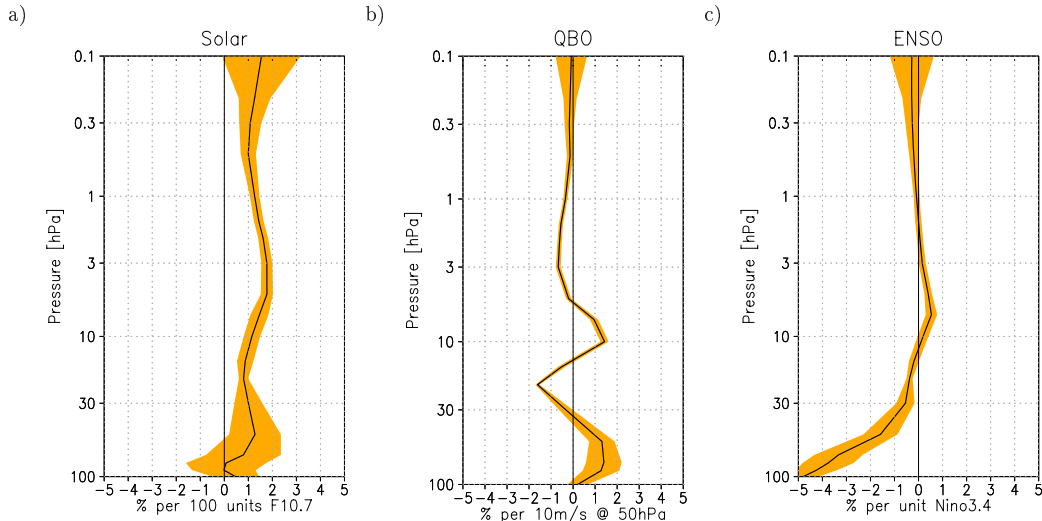 a)
Solar
0.1
0.3
1
3
10
30
100
Pressure [hPa]
-5 -4 -3 -2 -1 0 1 2 3 4 5
% per 100 units F10.7
b)
QBO
0.1
0.3
1
3
10
30
100
Pressure [hPa]
-5 -4 -3 -2 -1 0 1 2 3 4 5
% per 10m/s @ 50hPa
c)
ENSO
0.1
0.3
1
3
10
30
100
Pressure [hPa]
-5 -4 -3 -2 -1 0 1 2 3 4 5
% per unit Nino3.4